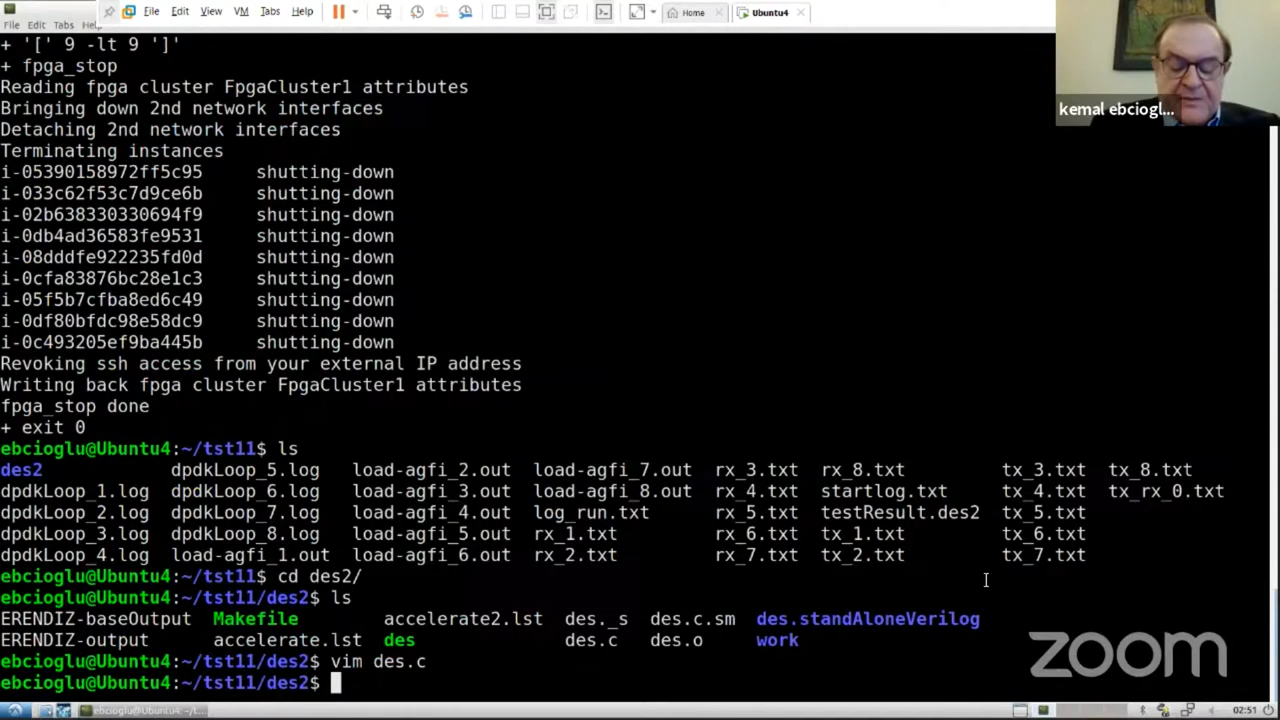 File Edit View VM Tabs Help Home Ubuntu4
File Edit Tabs Help
+ '[' 9 -lt 9 ']'
+ fpga_stop
Reading fpga cluster FpgaCluster1 attributes
Bringing down 2nd network interfaces
Detaching 2nd network interfaces
Terminating instances
i-05390158972ff5c95 shutting-down
i-033c62f53c7d9ce6b shutting-down
i-02b638330330694f9 shutting-down
i-0db4ad36583fe9531 shutting-down
i-08dddfe922235fd0d shutting-down
i-0cfa83876bc28e1c3 shutting-down
i-05f5b7cfba8ed6c49 shutting-down
i-0df80bfdc98e58dc9 shutting-down
i-0c493205ef9ba445b shutting-down
Revoking ssh access from your external IP address
Writing back fpga cluster FpgaCluster1 attributes
fpga_stop done
+ exit 0
ebcioglu@Ubuntu4:~/tst11$ ls
des2 dpdkLoop_5.log load-agfi_2.out load-agfi_7.out rx_3.txt rx_8.txt tx_3.txt tx_8.txt
dpdkLoop_1.log dpdkLoop_6.log load-agfi_3.out load-agfi_8.out rx_4.txt startlog.txt tx_4.txt tx_rx_0.txt
dpdkLoop_2.log dpdkLoop_7.log load-agfi_4.out log_run.txt rx_5.txt testResult.des2 tx_5.txt
dpdkLoop_3.log dpdkLoop_8.log load-agfi_5.out rx_1.txt rx_6.txt tx_1.txt tx_6.txt
dpdkLoop_4.log load-agfi_1.out load-agfi_6.out rx_2.txt rx_7.txt tx_2.txt tx_7.txt
ebcioglu@Ubuntu4:~/tst11$ cd des2/
ebcioglu@Ubuntu4:~/tst11/des2$ ls
ERENDIZ-baseOutput Makefile accelerate2.lst des._s des.c.sm des.standAloneVerilog
ERENDIZ-output accelerate.lst des des.c des.o work
ebcioglu@Ubuntu4:~/tst11/des2$ vim des.c
ebcioglu@Ubuntu4:~/tst11/des2$
kemal ebciogl...
zoom
ebcioglu@Ubuntu4:~/t... 02:51